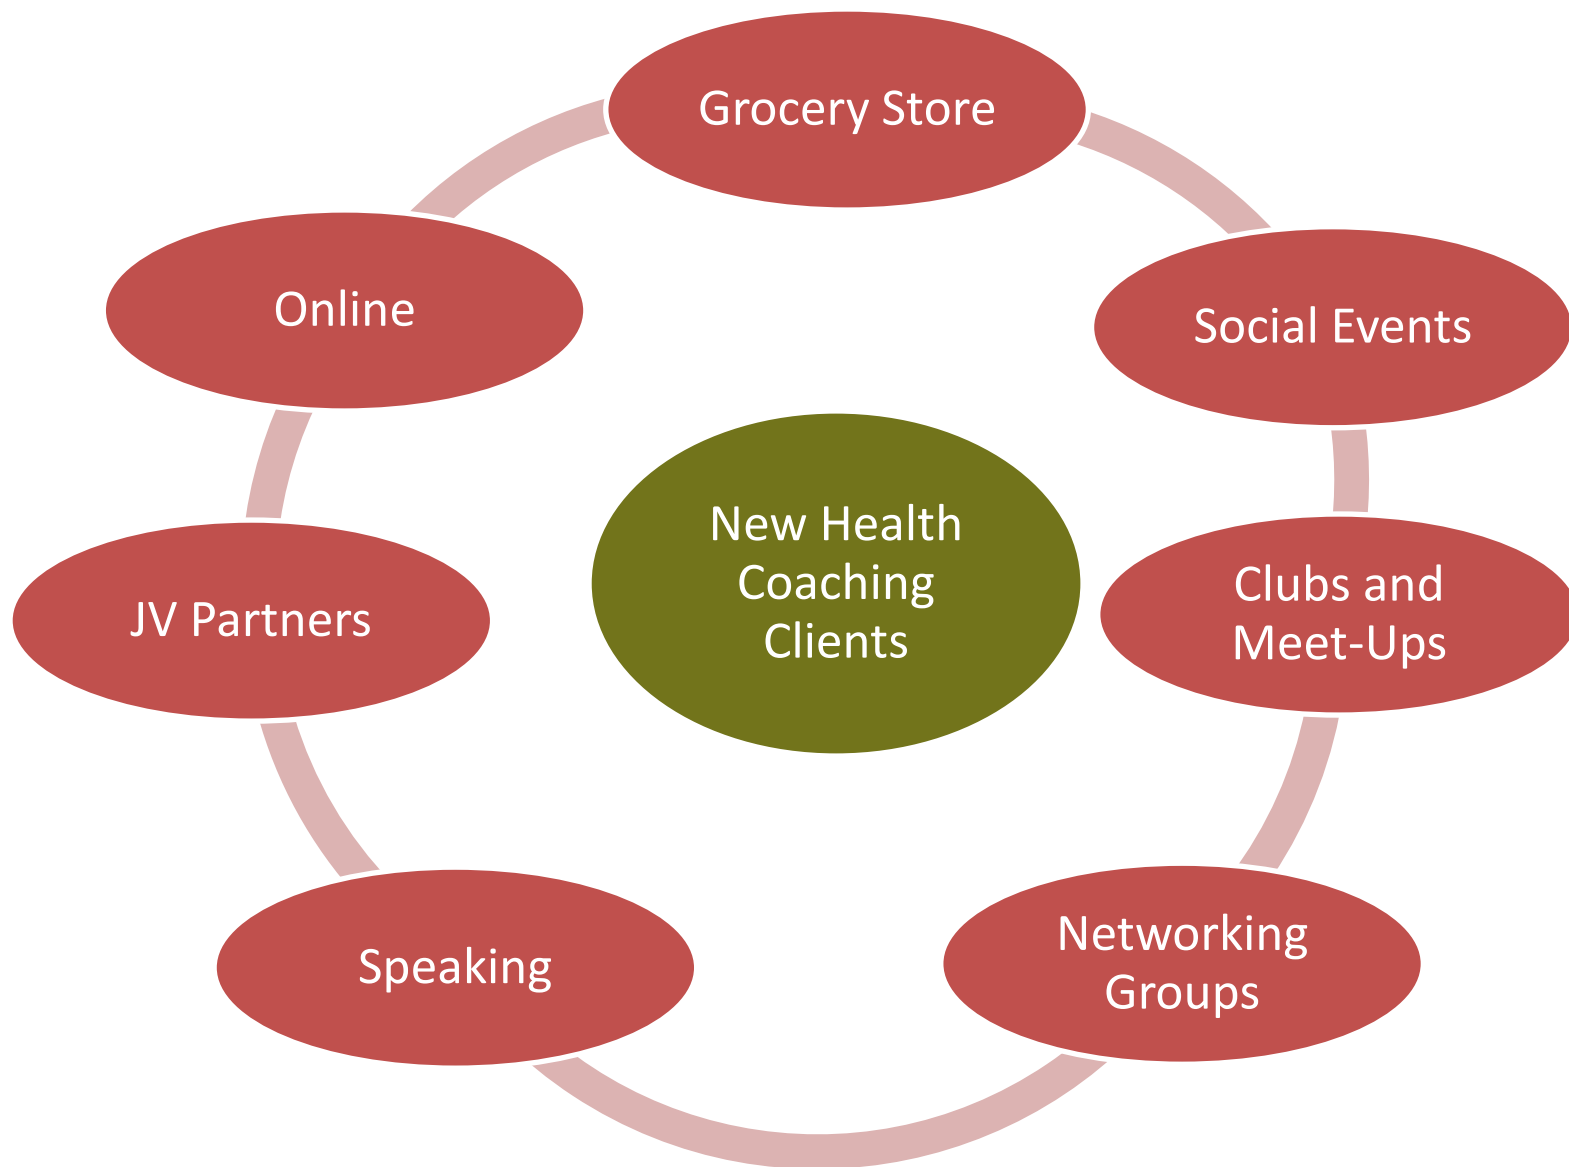 Grocery Store
Online
Social Events
New Health
Coaching
Clients
Clubs and
Meet-Ups
JV Partners
Networking
Groups
Speaking